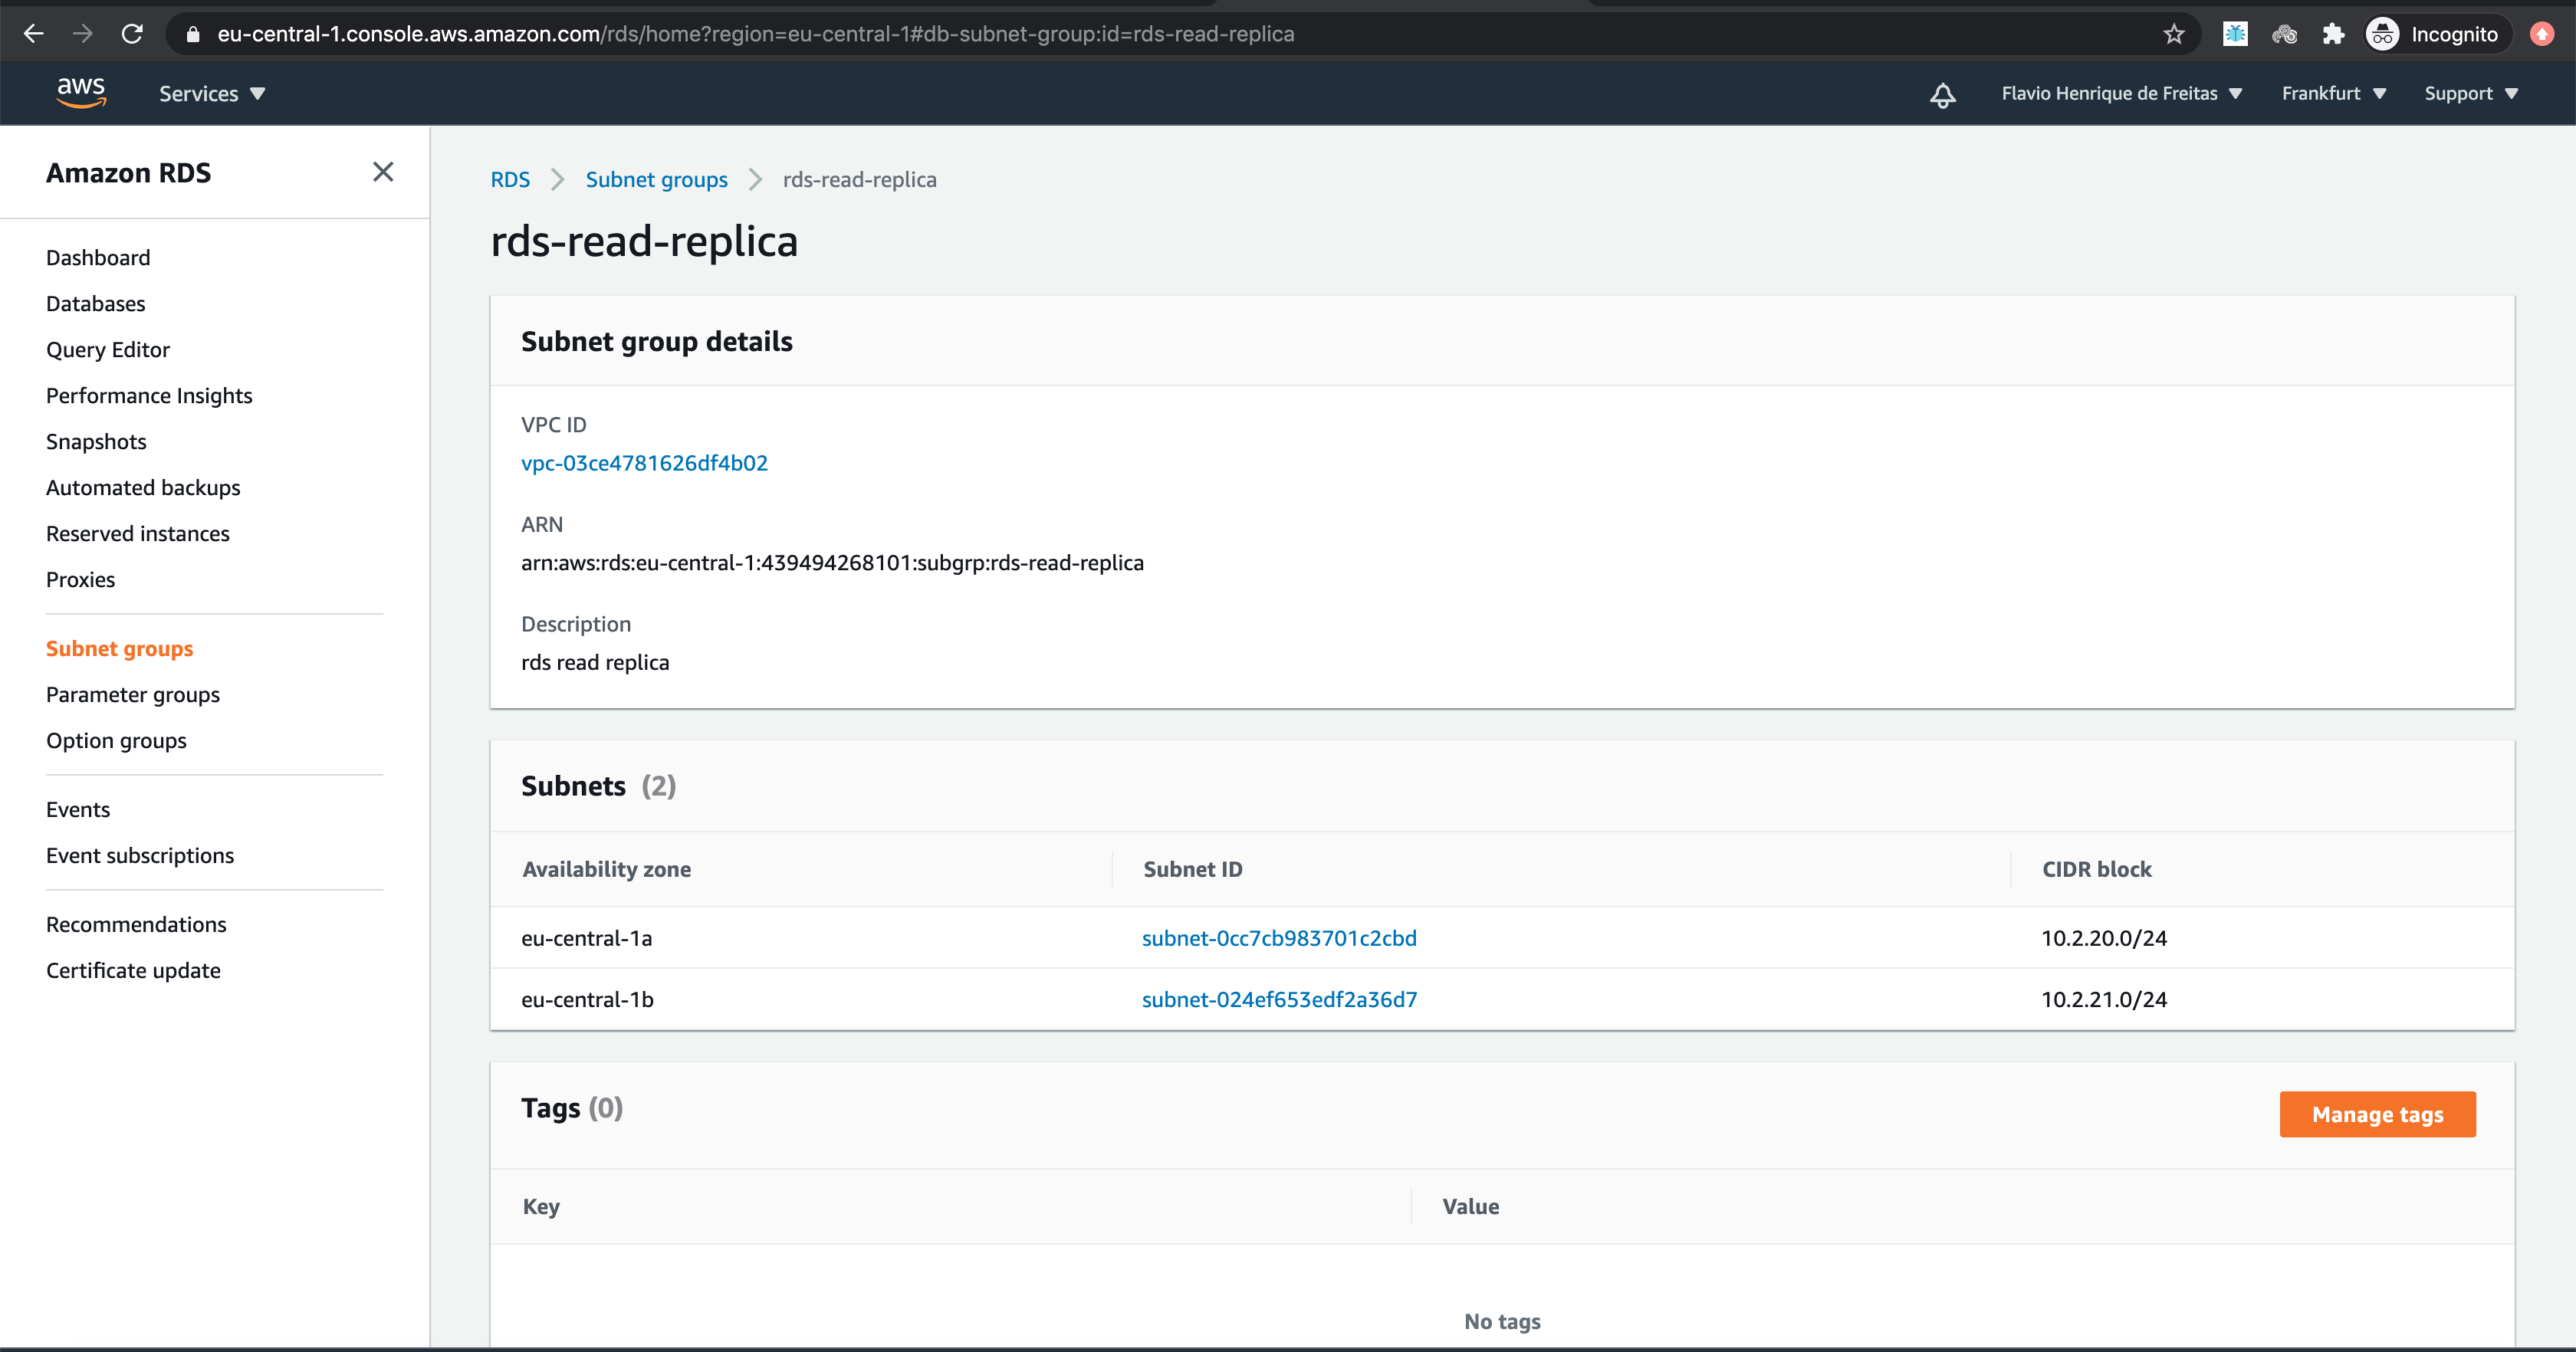 eu-central-1.console.aws.amazon.com/rds/home?region=eu-central-1#db-subnet-group:id=rds-read-replica
Incognito
aws
Services
Flavio Henrique de Freitas
Frankfurt
Support
Amazon RDS
Dashboard
Databases
Query Editor
Performance Insights
Snapshots
Automated backups
Reserved instances
Proxies
Subnet groups
Parameter groups
Option groups
Events
Event subscriptions
Recommendations
Certificate update
RDS > Subnet groups > rds-read-replica
rds-read-replica
Subnet group details
VPC ID
vpc-03ce4781626df4b02
ARN
arn:aws:rds:eu-central-1:439494268101:subgrp:rds-read-replica
Description
rds read replica
Subnets (2)
Availability zone Subnet ID CIDR block
eu-central-1a subnet-0cc7cb983701c2cbd 10.2.20.0/24
eu-central-1b subnet-024ef653edf2a36d7 10.2.21.0/24
Tags (0)
Manage tags
Key Value
No tags